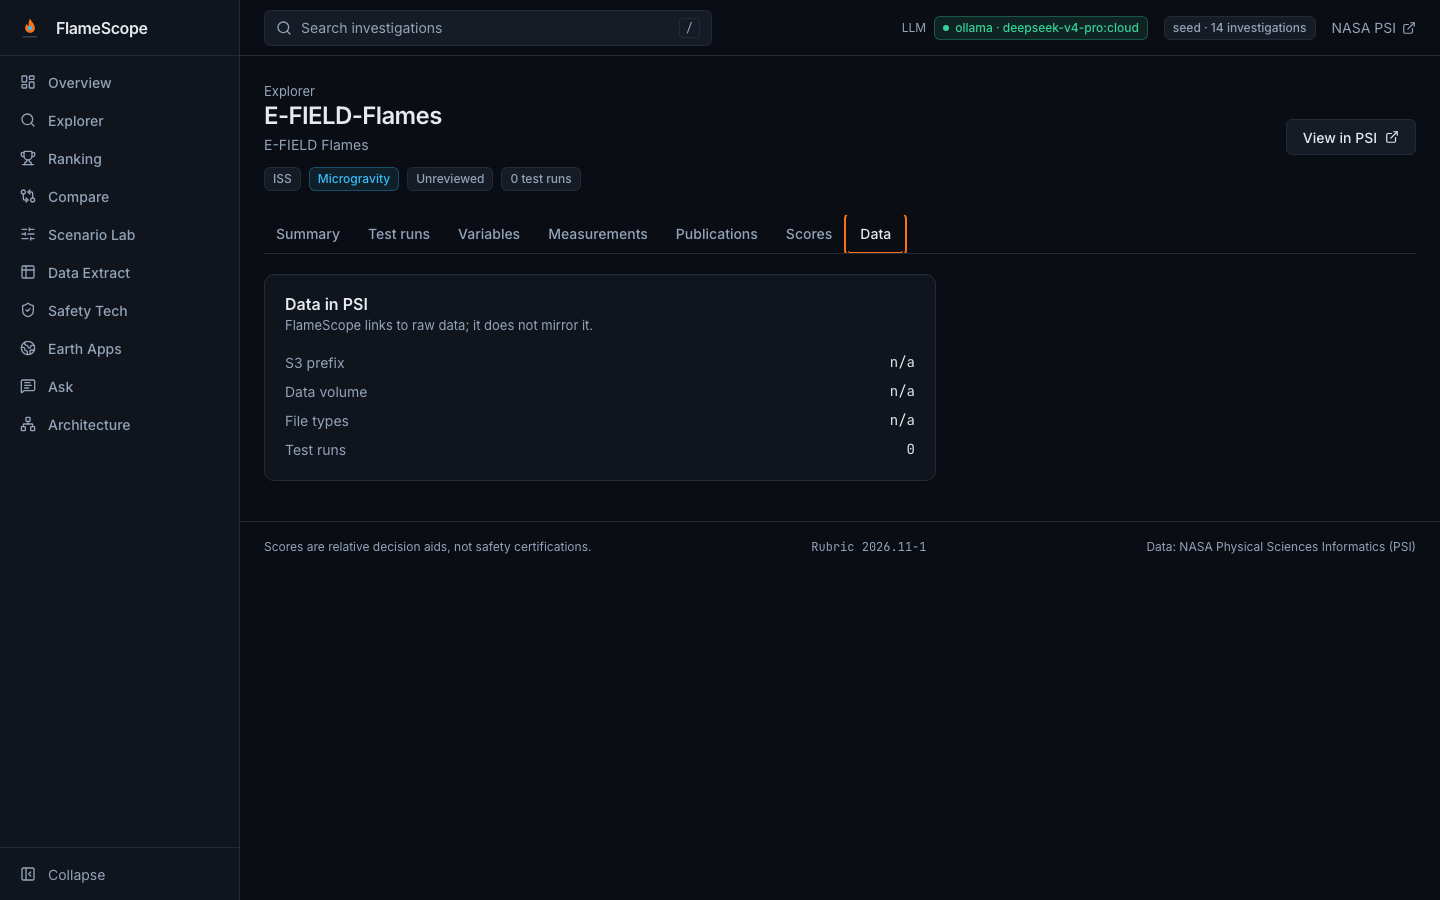 FlameScope
Search investigations
/
LLM
ollama · deepseek-v4-pro:cloud
seed · 14 investigations
NASA PSI
Overview
Explorer
Ranking
Compare
Scenario Lab
Data Extract
Safety Tech
Earth Apps
Ask
Architecture
Collapse
Explorer
E-FIELD-Flames
E-FIELD Flames
ISS
Microgravity
Unreviewed
0 test runs
View in PSI
Summary
Test runs
Variables
Measurements
Publications
Scores
Data
Data in PSI
FlameScope links to raw data; it does not mirror it.
S3 prefix n/a
Data volume n/a
File types n/a
Test runs 0
Scores are relative decision aids, not safety certifications.
Rubric 2026.11-1
Data: NASA Physical Sciences Informatics (PSI)